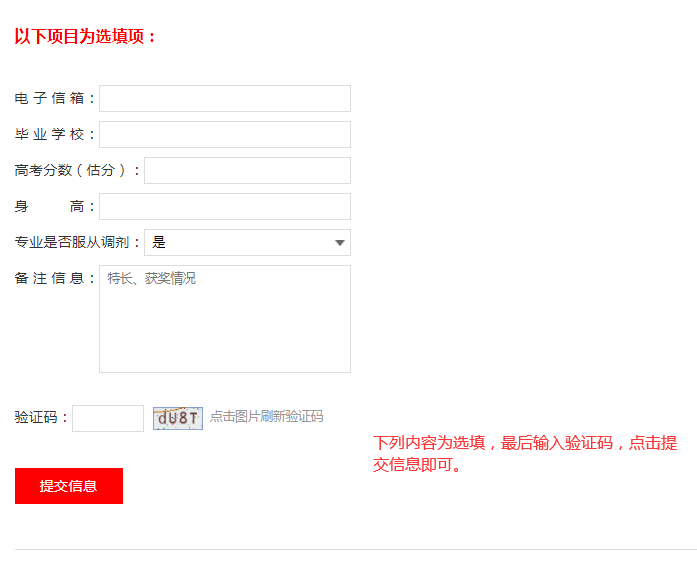 以下项目为选填项：
电 子 信 箱：
毕 业 学 校：
高考分数（估分）：
身　　　高：
专业是否服从调剂： 是
备 注 信 息： 特长、获奖情况
验证码： dU8T 点击图片刷新验证码
下列内容为选填，最后输入验证码，点击提
交信息即可。
提交信息